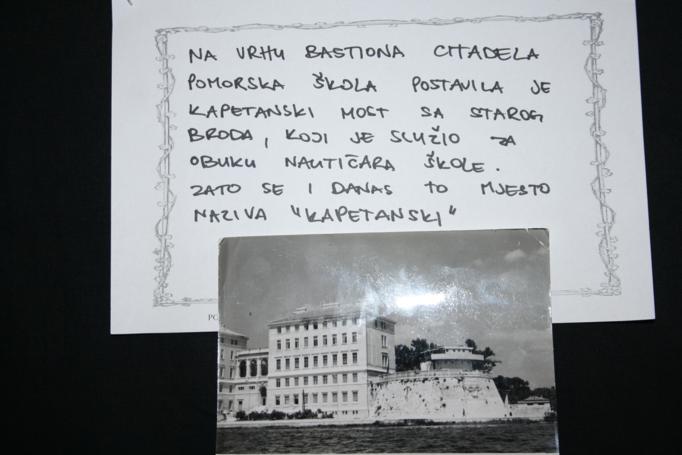 NA VRHU BASTIONA CITADELA
POMORSKA ŠKOLA POSTAVILA JE
KAPETANSKI MOST SA STAROG
BRODA, KOJI JE SLUŽIO ZA
OBUKU NAUTIČARA ŠKOLE.
ZATO SE I DANAS TO MJESTO
NAZIVA "KAPETANSKI"